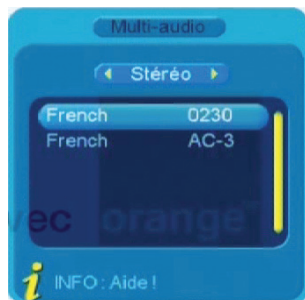 Multi-audio
Stéréo
French 0230
French AC-3
vec orange
INFO : Aide !